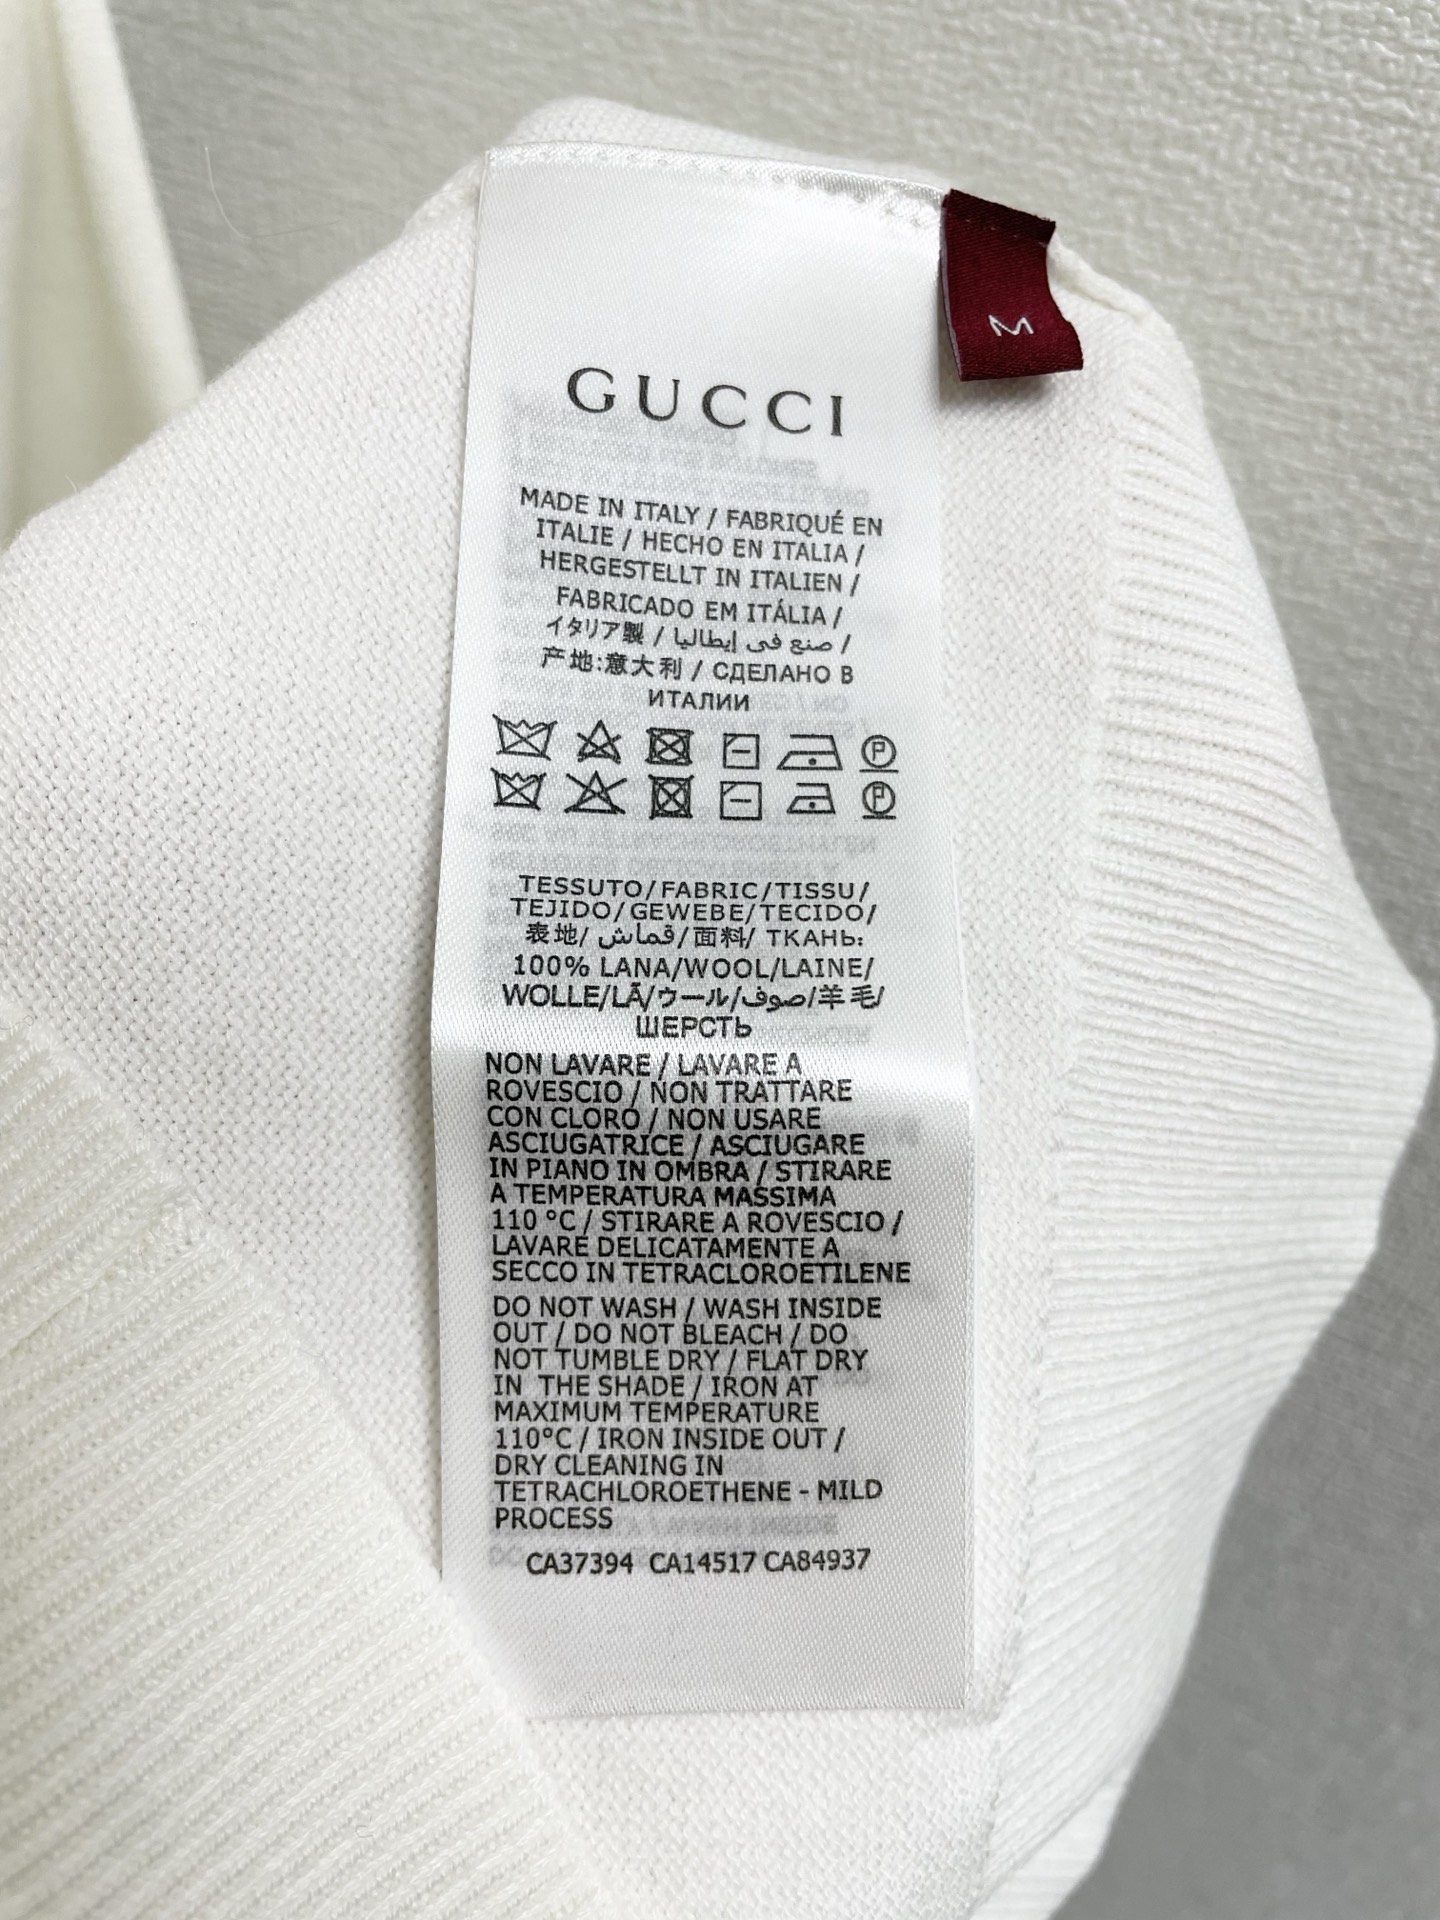 M
GUCCI
MADE IN ITALY / FABRIQUÉ EN
ITALIE / HECHO EN ITALIA /
HERGESTELLT IN ITALIEN /
FABRICADO EM ITÁLIA /
イタリア製 / صنع في إيطاليا /
产地:意大利 / СДЕЛАНО В
ИТАЛИИ
TESSUTO/FABRIC/TISSU/
TEJIDO/GEWEBE/TECIDO/
表地/ قماش/面料/ ТКАНЬ:
100% LANA/WOOL/LAINE/
WOLLE/LÃ/ウール/صوف/羊毛/
ШЕРСТЬ
NON LAVARE / LAVARE A
ROVESCIO / NON TRATTARE
CON CLORO / NON USARE
ASCIUGATRICE / ASCIUGARE
IN PIANO IN OMBRA / STIRARE
A TEMPERATURA MASSIMA
110 °C / STIRARE A ROVESCIO /
LAVARE DELICATAMENTE A
SECCO IN TETRACLOROETILENE
DO NOT WASH / WASH INSIDE
OUT / DO NOT BLEACH / DO
NOT TUMBLE DRY / FLAT DRY
IN THE SHADE / IRON AT
MAXIMUM TEMPERATURE
110°C / IRON INSIDE OUT /
DRY CLEANING IN
TETRACHLOROETHENE - MILD
PROCESS
CA37394 CA14517 CA84937